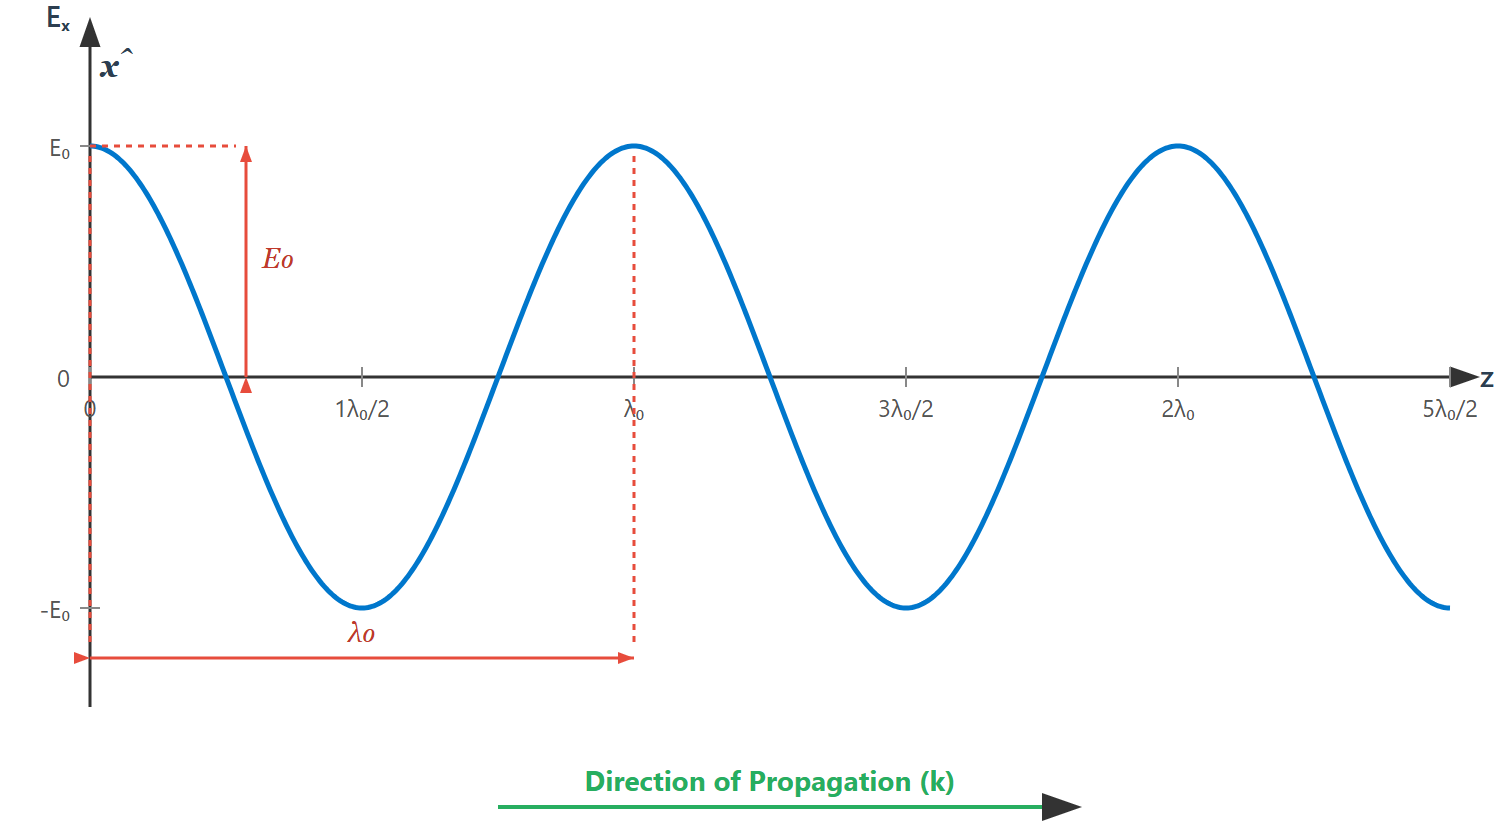 Eₓ
x^
E₀
Eo
0
z
0
1λ₀/2
λ₀
3λ₀/2
2λ₀
5λ₀/2
-E₀
λo
Direction of Propagation (k)